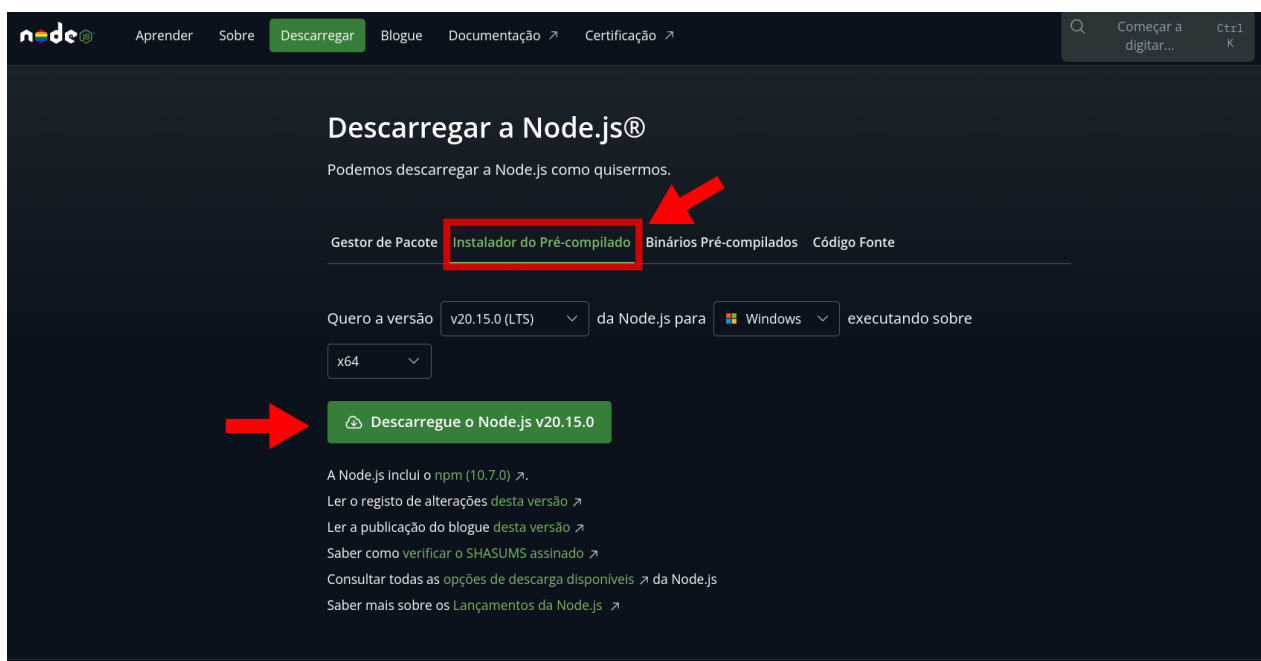 node JS
Aprender Sobre Descarregar Blogue Documentação ↗ Certificação ↗
Começar a digitar...
Ctrl K
Descarregar a Node.js®
Podemos descarregar a Node.js como quisermos.
Gestor de Pacote Instalador do Pré-compilado Binários Pré-compilados Código Fonte
Quero a versão v20.15.0 (LTS) da Node.js para Windows executando sobre
x64
Descarregue o Node.js v20.15.0
A Node.js inclui o npm (10.7.0) ↗.
Ler o registo de alterações desta versão ↗
Ler a publicação do blogue desta versão ↗
Saber como verificar o SHASUMS assinado ↗
Consultar todas as opções de descarga disponíveis ↗ da Node.js
Saber mais sobre os Lançamentos da Node.js ↗